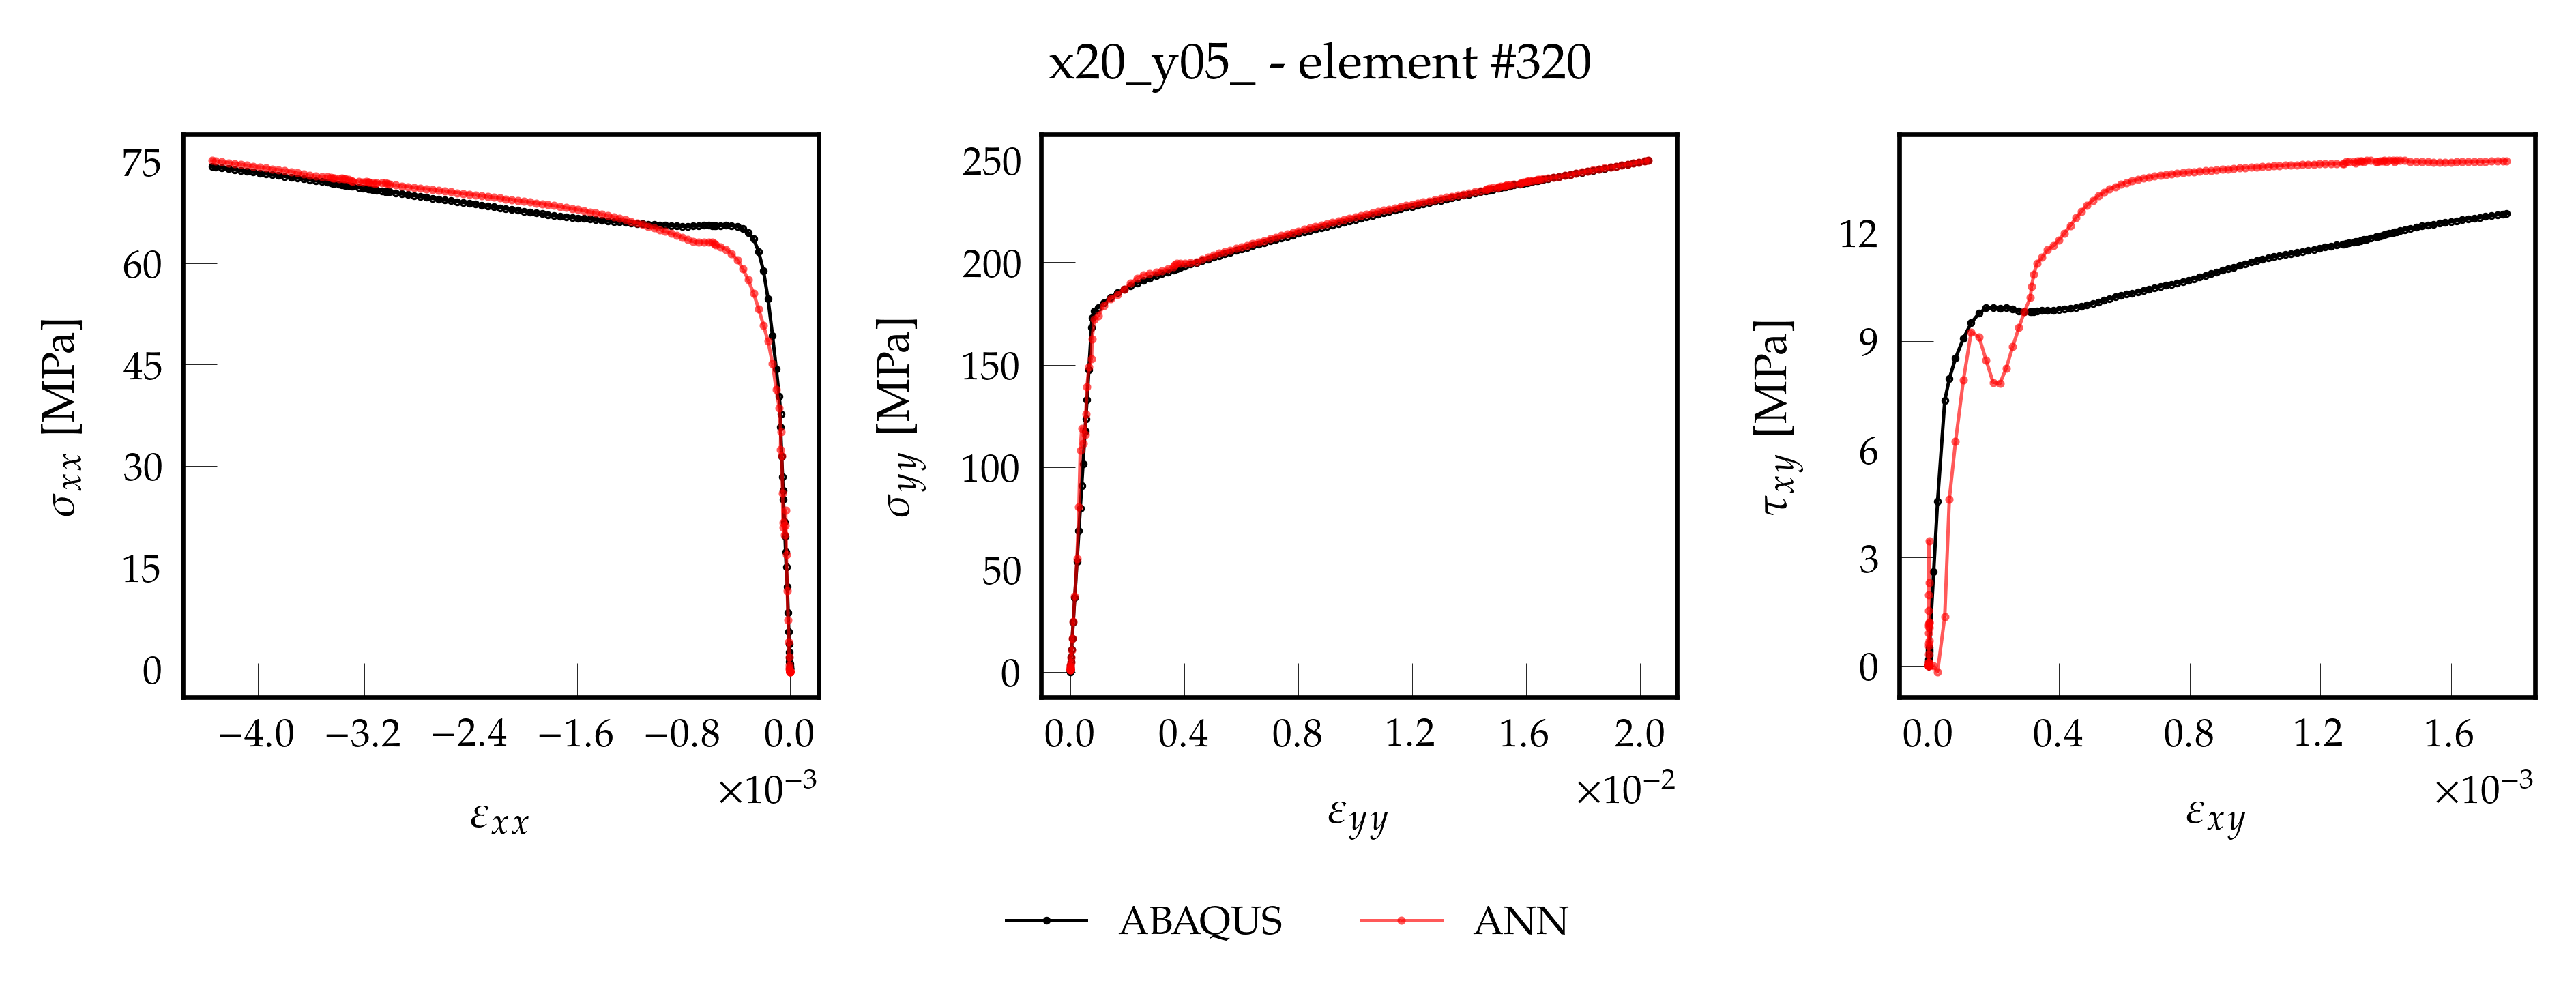 x20_y05_ - element #320
σxx [MPa]
75
60
45
30
15
0
−4.0 −3.2 −2.4 −1.6 −0.8 0.0
×10−3
εxx
σyy [MPa]
250
200
150
100
50
0
0.0 0.4 0.8 1.2 1.6 2.0
×10−2
εyy
τxy [MPa]
12
9
6
3
0
0.0 0.4 0.8 1.2 1.6
×10−3
εxy
ABAQUS ANN